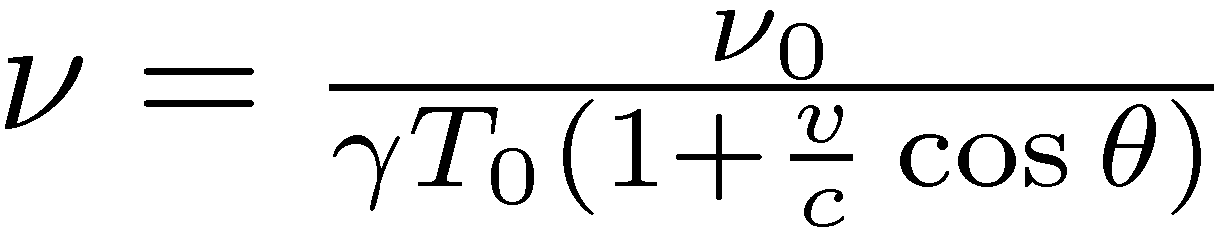 ν = ν₀ / γT₀(1+ v/c cos θ)